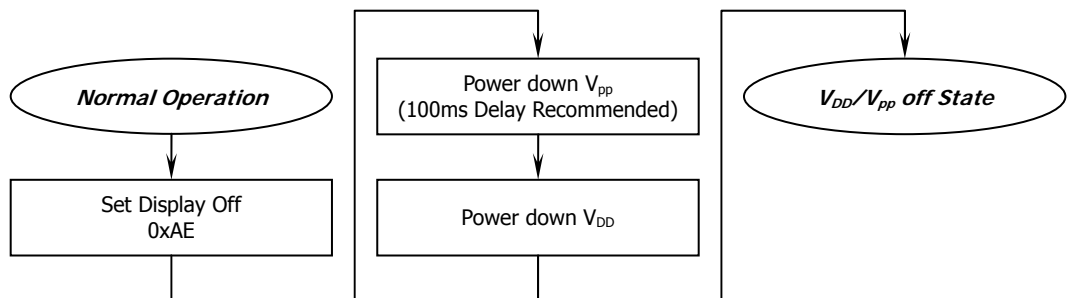 Normal Operation
Set Display Off
0xAE
Power down Vpp
(100ms Delay Recommended)
Power down VDD
VDD/Vpp off State